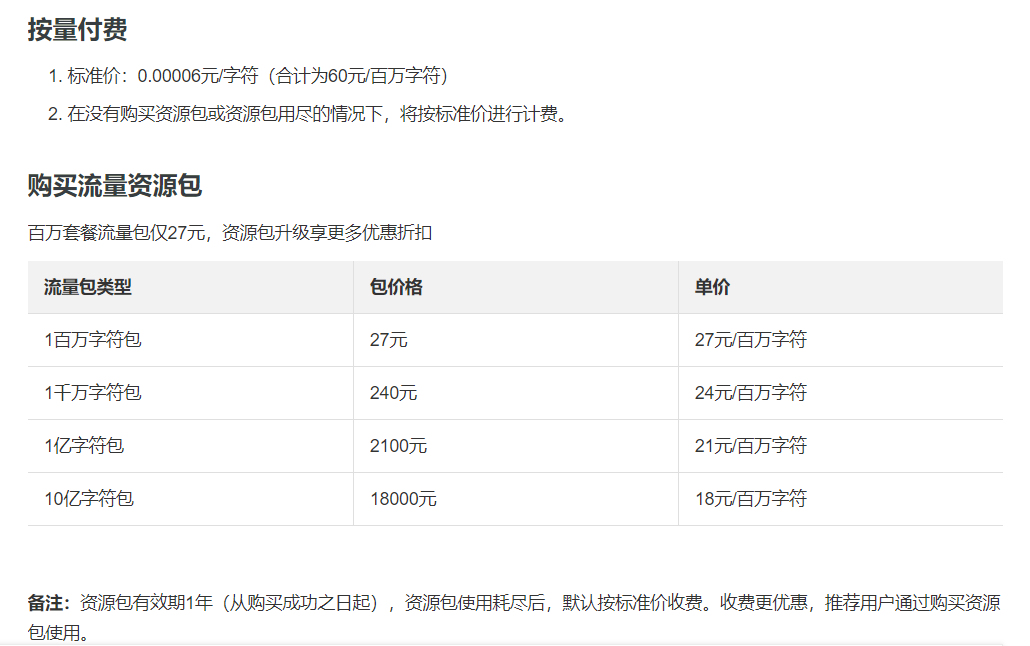 按量付费
1. 标准价：0.00006元/字符（合计为60元/百万字符）
2. 在没有购买资源包或资源包用尽的情况下，将按标准价进行计费。
购买流量资源包
百万套餐流量包仅27元，资源包升级享更多优惠折扣
流量包类型 包价格 单价
1百万字符包 27元 27元/百万字符
1千万字符包 240元 24元/百万字符
1亿字符包 2100元 21元/百万字符
10亿字符包 18000元 18元/百万字符
备注：资源包有效期1年（从购买成功之日起），资源包使用耗尽后，默认按标准价收费。收费更优惠，推荐用户通过购买资源
包使用。